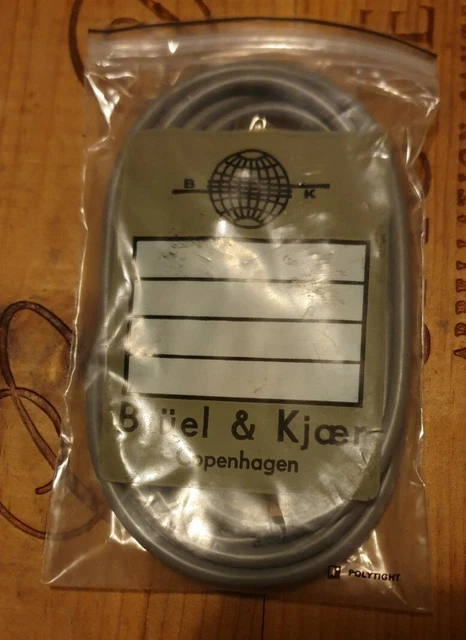 B K
Brüel & Kjær
Copenhagen
POLYTIGHT